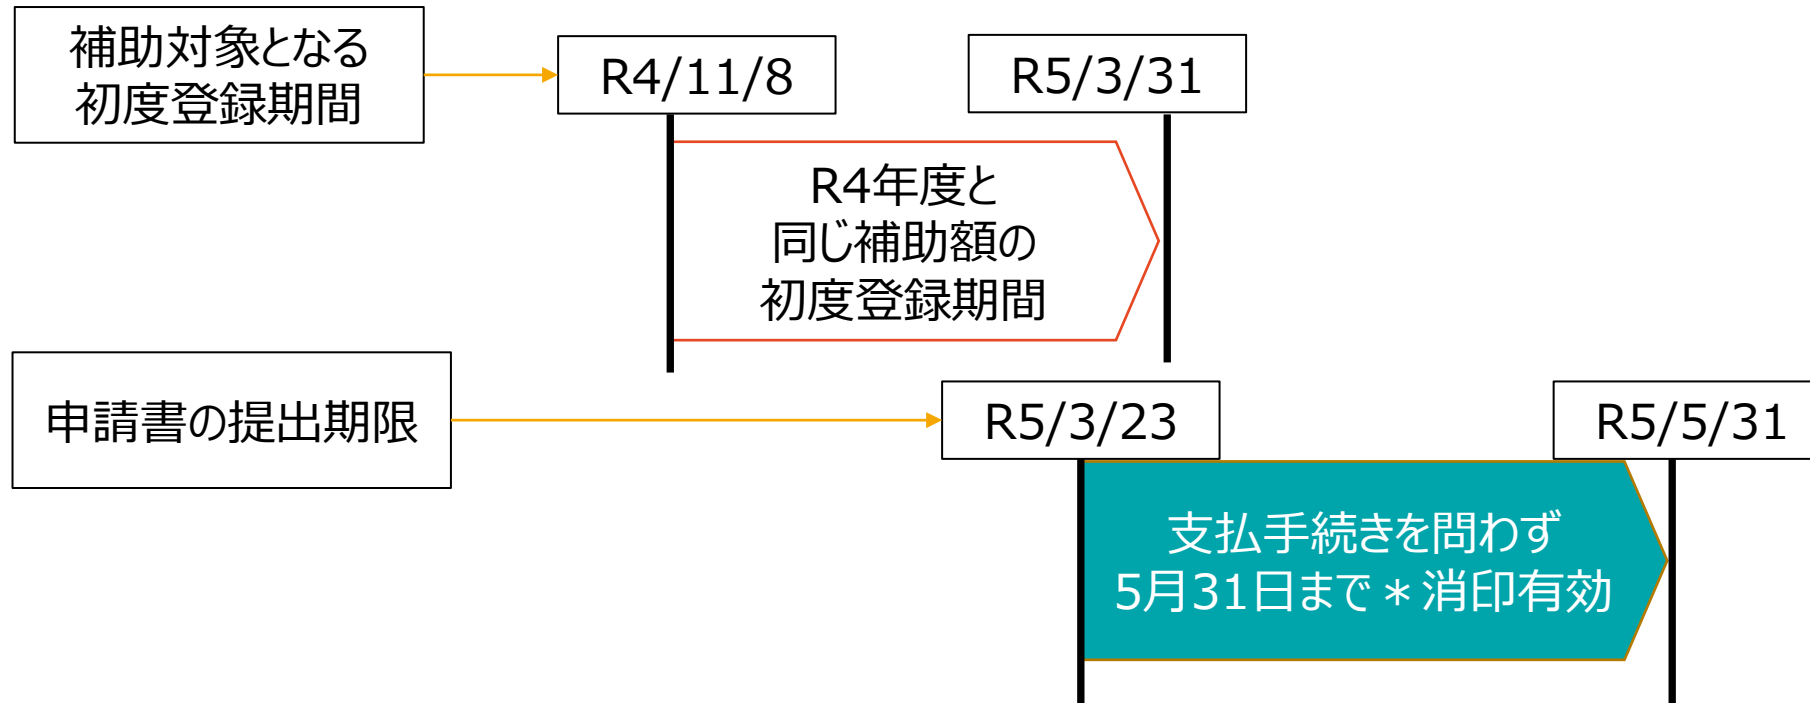 補助対象となる
初度登録期間
R4/11/8
R5/3/31
R4年度と
同じ補助額の
初度登録期間
申請書の提出期限
R5/3/23
R5/5/31
支払手続きを問わず
5月31日まで＊消印有効